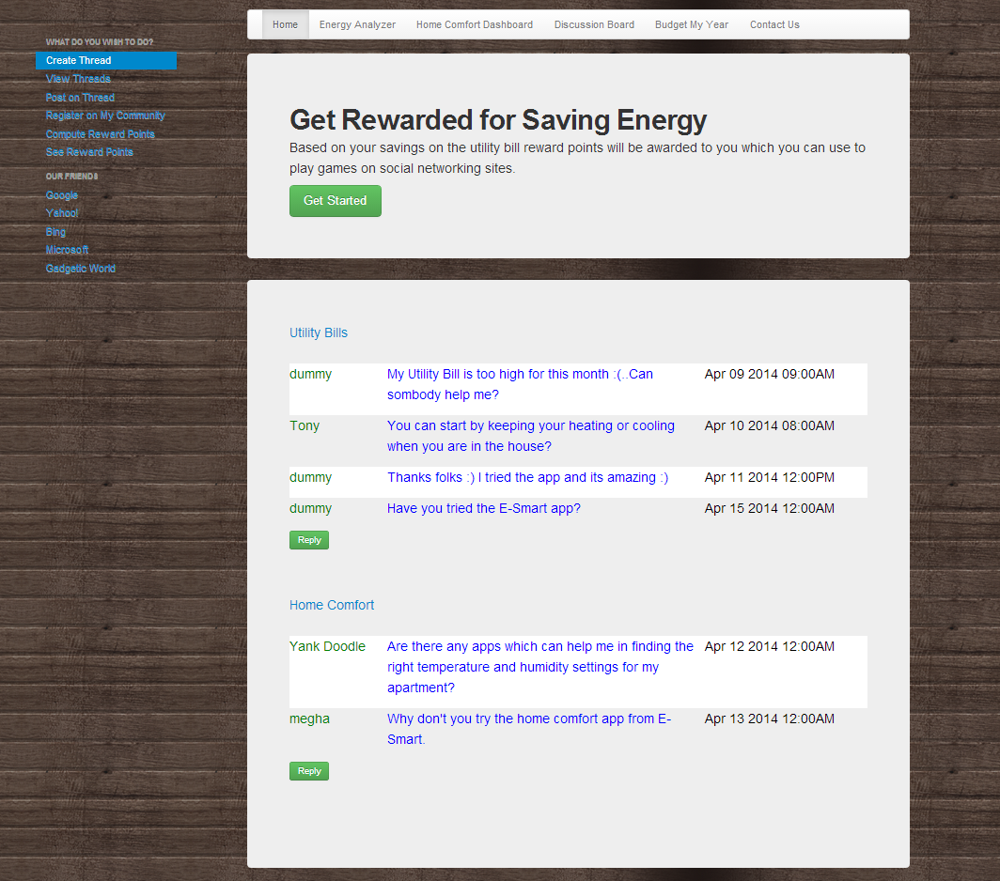 Home Energy Analyzer Home Comfort Dashboard Discussion Board Budget My Year Contact Us
WHAT DO YOU WISH TO DO?
Create Thread
View Threads
Post on Thread
Register on My Community
Compute Reward Points
See Reward Points
OUR FRIENDS
Google
Yahoo!
Bing
Microsoft
Gadgetic World
Get Rewarded for Saving Energy
Based on your savings on the utility bill reward points will be awarded to you which you can use to
play games on social networking sites.
Get Started
Utility Bills
dummy My Utility Bill is too high for this month :(..Can Apr 09 2014 09:00AM
sombody help me?
Tony You can start by keeping your heating or cooling Apr 10 2014 08:00AM
when you are in the house?
dummy Thanks folks :) I tried the app and its amazing :) Apr 11 2014 12:00PM
dummy Have you tried the E-Smart app? Apr 15 2014 12:00AM
Reply
Home Comfort
Yank Doodle Are there any apps which can help me in finding the Apr 12 2014 12:00AM
right temperature and humidity settings for my
apartment?
megha Why don't you try the home comfort app from E- Apr 13 2014 12:00AM
Smart.
Reply